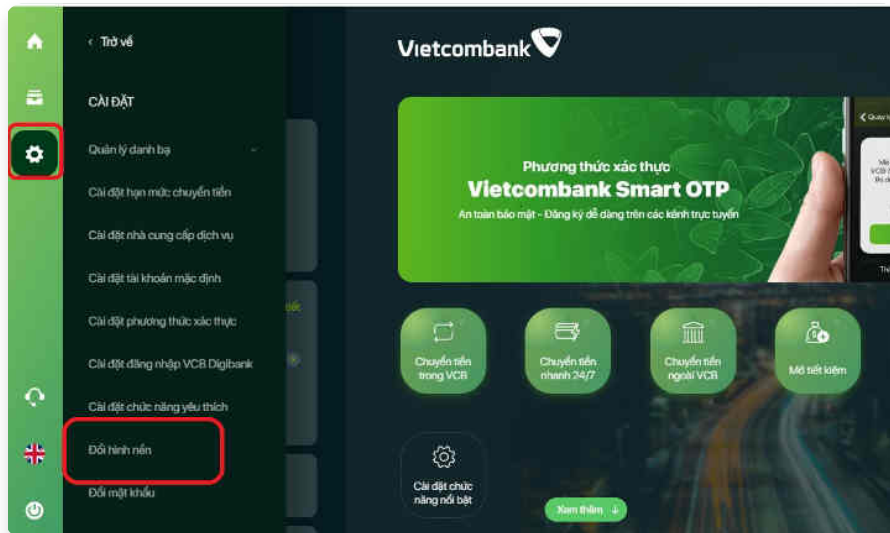 ‹ Trở về
CÀI ĐẶT
Quản lý danh bạ
Cài đặt hạn mức chuyển tiền
Cài đặt nhà cung cấp dịch vụ
Cài đặt tài khoản mặc định
Cài đặt phương thức xác thực
Cài đặt đăng nhập VCB Digibank
Cài đặt chức năng yêu thích
Đổi hình nền
Đổi mật khẩu
Vietcombank
Phương thức xác thực
Vietcombank Smart OTP
An toàn bảo mật - Đăng ký dễ dàng trên các kênh trực tuyến
Chuyển tiền
trong VCB
Chuyển tiền
nhanh 24/7
Chuyển tiền
ngoài VCB
Mở tiết kiệm
Cài đặt chức
năng nổi bật
Xem thêm ↓